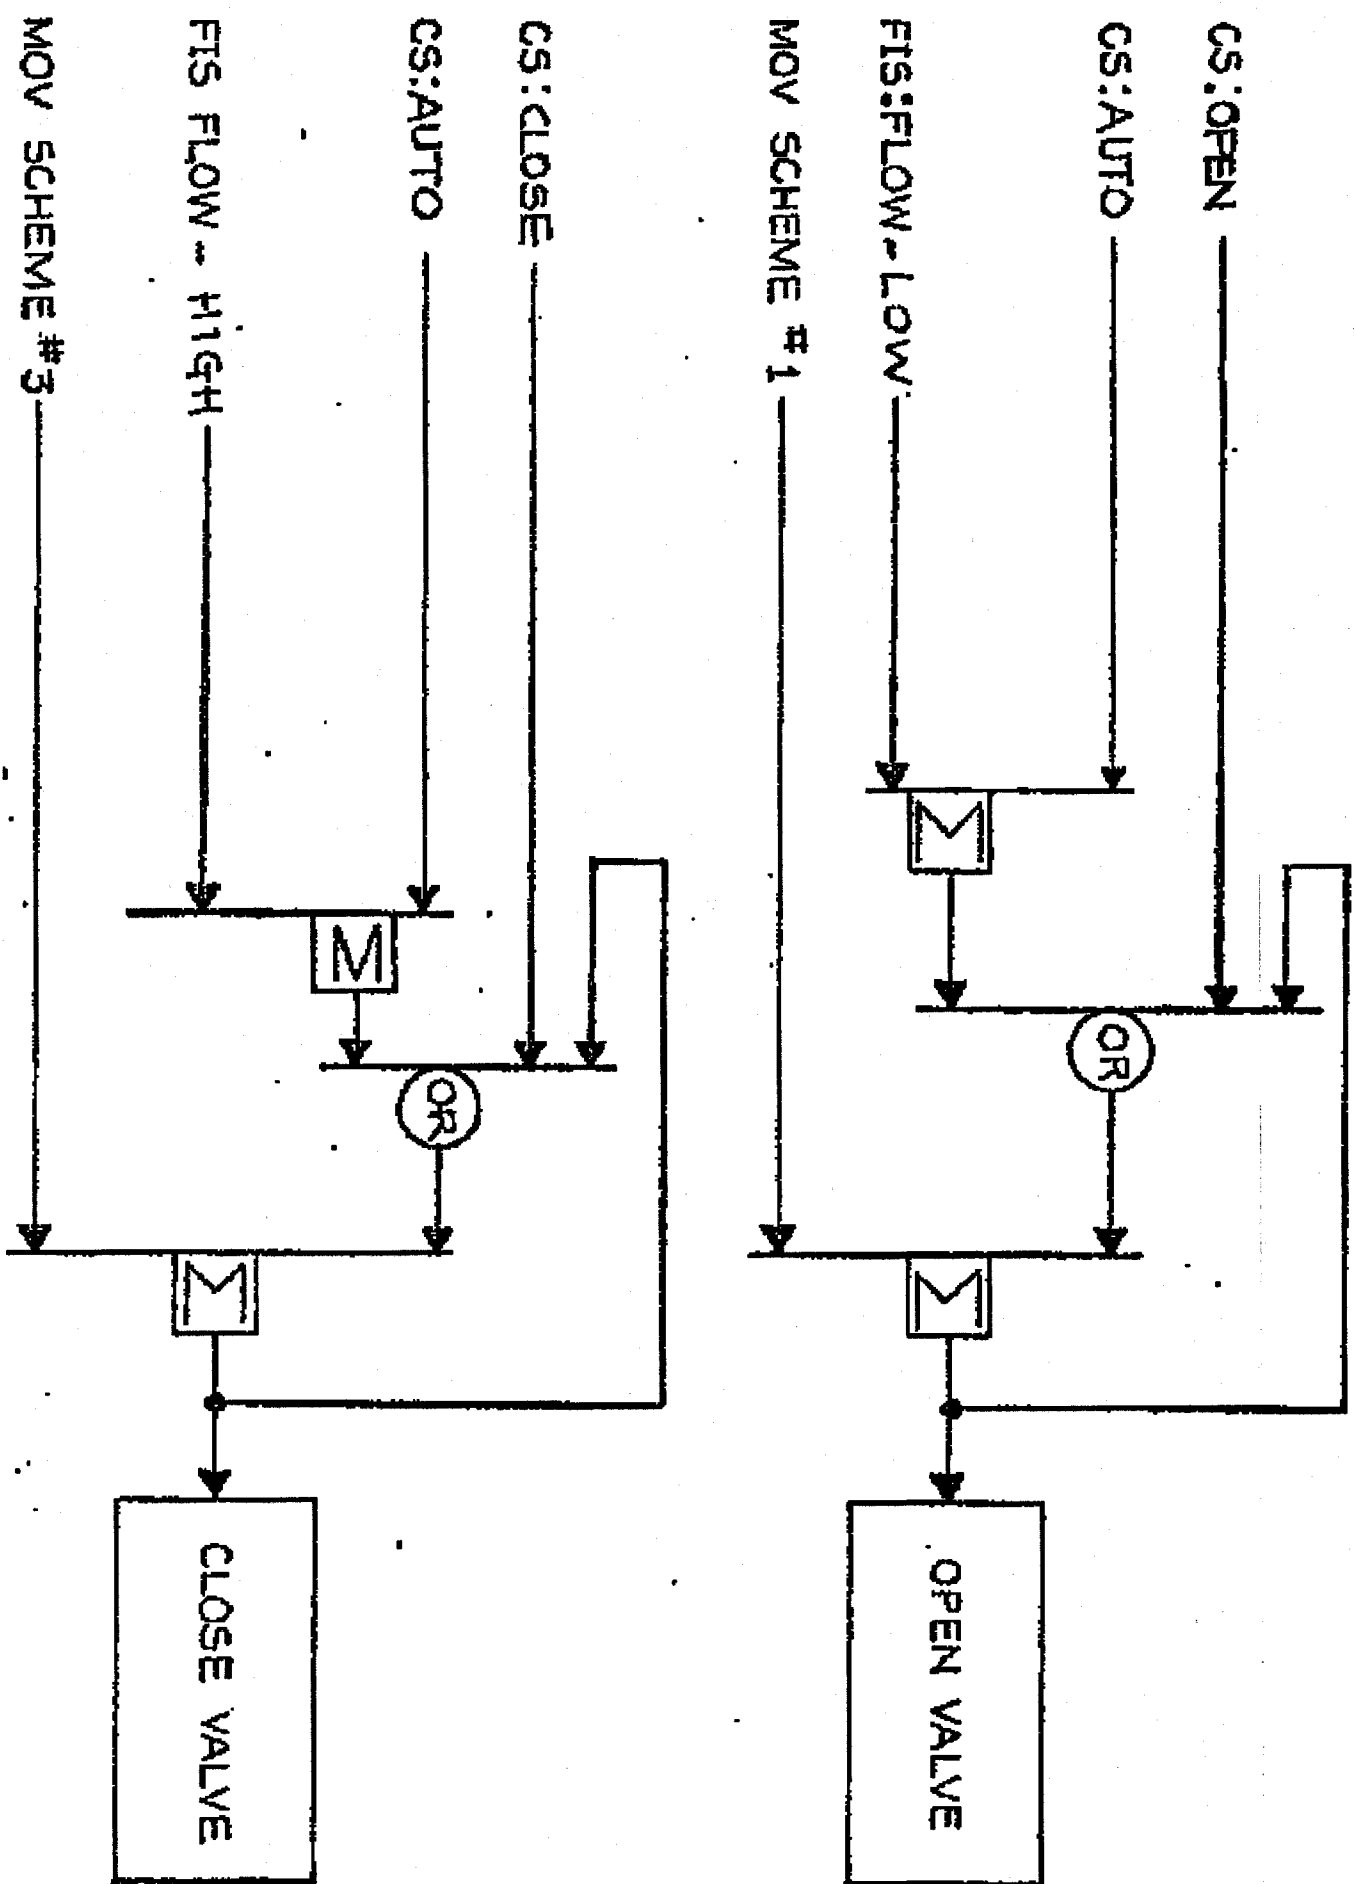 CS:OPEN
CS:AUTO
FIS:FLOW-LOW
MOV SCHEME #1
M
OR
M
OPEN VALVE
CS:CLOSE
CS:AUTO
FIS FLOW-HIGH
MOV SCHEME #3
M
OR
M
CLOSE VALVE